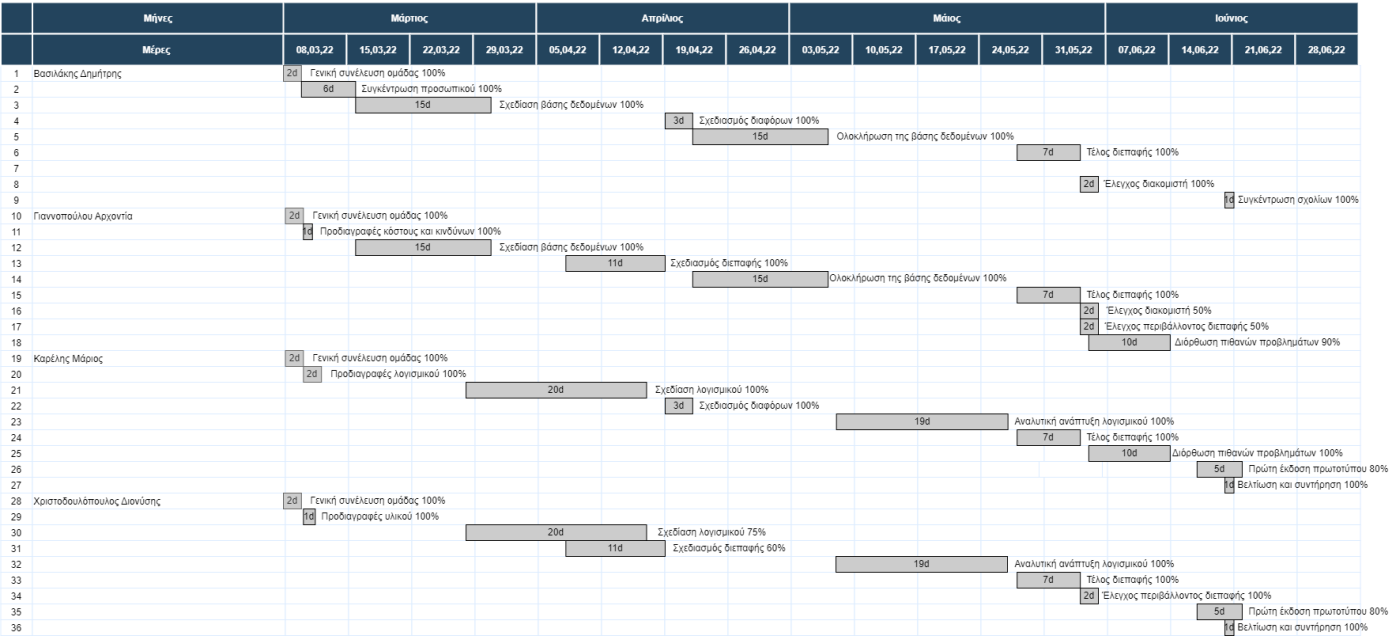 Μήνες Μάρτιος Απρίλιος Μάιος Ιούνιος
Μέρες 08,03,22 15,03,22 22,03,22 29,03,22 05,04,22 12,04,22 19,04,22 26,04,22 03,05,22 10,05,22 17,05,22 24,05,22 31,05,22 07,06,22 14,06,22 21,06,22 28,06,22
1 Βασιλάκης Δημήτρης 2d Γενική συνέλευση ομάδας 100%
2 6d Συγκέντρωση προσωπικού 100%
3 15d Σχεδίαση βάσης δεδομένων 100%
4 3d Σχεδιασμός διαφόρων 100%
5 15d Ολοκλήρωση της βάσης δεδομένων 100%
6 7d Τέλος διεπαφής 100%
7
8 2d Έλεγχος διακομιστή 100%
9 1d Συγκέντρωση σχολίων 100%
10 Γιαννοπούλου Αρχοντία 2d Γενική συνέλευση ομάδας 100%
11 1d Προδιαγραφές κόστους και κινδύνων 100%
12 15d Σχεδίαση βάσης δεδομένων 100%
13 11d Σχεδιασμός διεπαφής 100%
14 15d Ολοκλήρωση της βάσης δεδομένων 100%
15 7d Τέλος διεπαφής 100%
16 2d Έλεγχος διακομιστή 50%
17 2d Έλεγχος περιβάλλοντος διεπαφής 50%
18 10d Διόρθωση πιθανών προβλημάτων 90%
19 Καρέλης Μάριος 2d Γενική συνέλευση ομάδας 100%
20 2d Προδιαγραφές λογισμικού 100%
21 20d Σχεδίαση λογισμικού 100%
22 3d Σχεδιασμός διαφόρων 100%
23 19d Αναλυτική ανάπτυξη λογισμικού 100%
24 7d Τέλος διεπαφής 100%
25 10d Διόρθωση πιθανών προβλημάτων 100%
26 5d Πρώτη έκδοση πρωτοτύπου 80%
27 1d Βελτίωση και συντήρηση 100%
28 Χριστοδουλόπουλος Διονύσης 2d Γενική συνέλευση ομάδας 100%
29 1d Προδιαγραφές υλικού 100%
30 20d Σχεδίαση λογισμικού 75%
31 11d Σχεδιασμός διεπαφής 60%
32 19d Αναλυτική ανάπτυξη λογισμικού 100%
33 7d Τέλος διεπαφής 100%
34 2d Έλεγχος περιβάλλοντος διεπαφής 100%
35 5d Πρώτη έκδοση πρωτοτύπου 80%
36 1d Βελτίωση και συντήρηση 100%